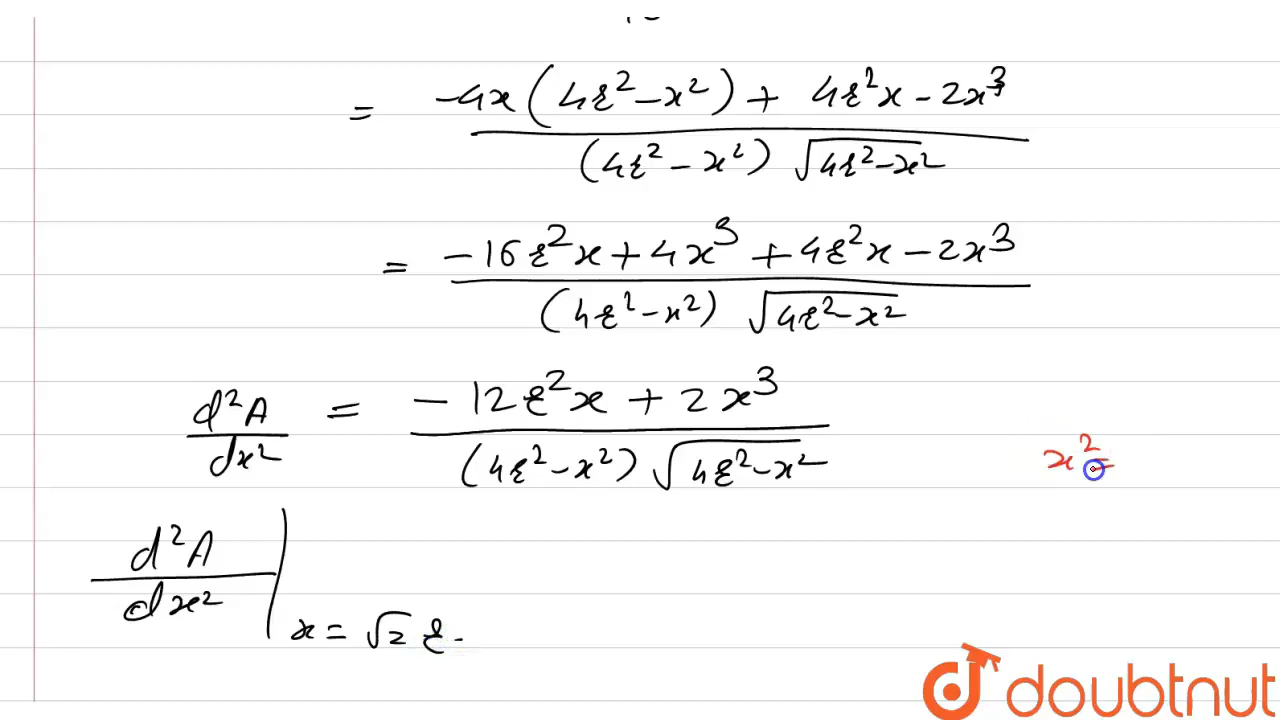 = -4x(4r²-x²) + 4r²x - 2x³ / (4r²-x²) √(4r²-x²)
= -16r²x + 4x³ + 4r²x - 2x³ / (4r²-x²) √(4r²-x²)
d²A/dx² = -12r²x + 2x³ / (4r²-x²) √(4r²-x²)
x² =
d²A/dx² | x = √2 r
doubtnut